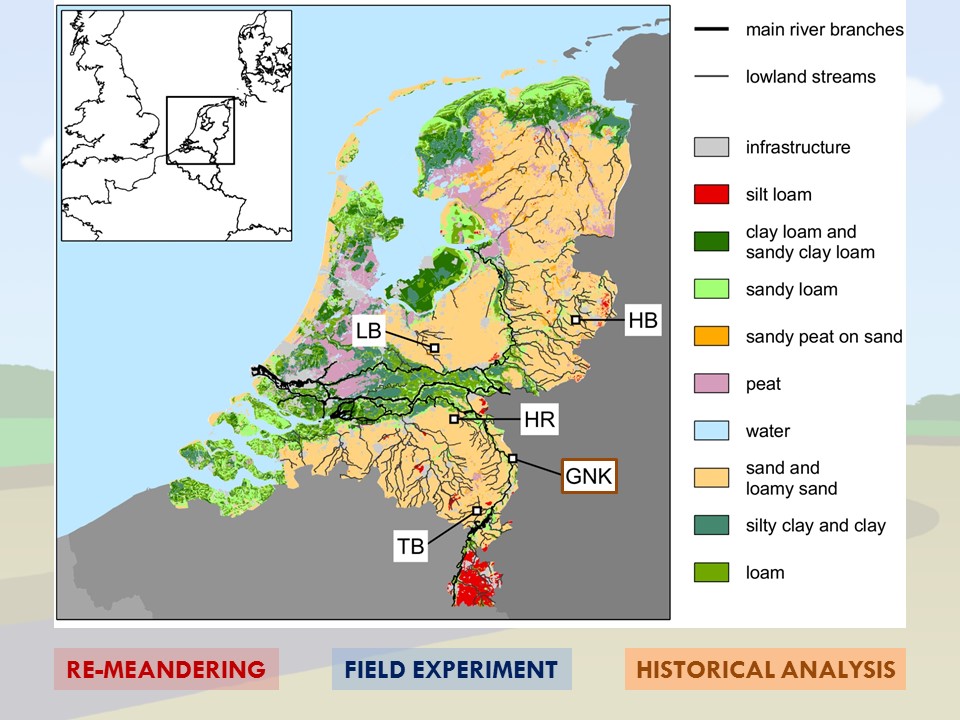 main river branches
lowland streams
infrastructure
silt loam
clay loam and
sandy clay loam
sandy loam
sandy peat on sand
peat
water
sand and
loamy sand
silty clay and clay
loam
HB
LB
HR
GNK
TB
RE-MEANDERING
FIELD EXPERIMENT
HISTORICAL ANALYSIS